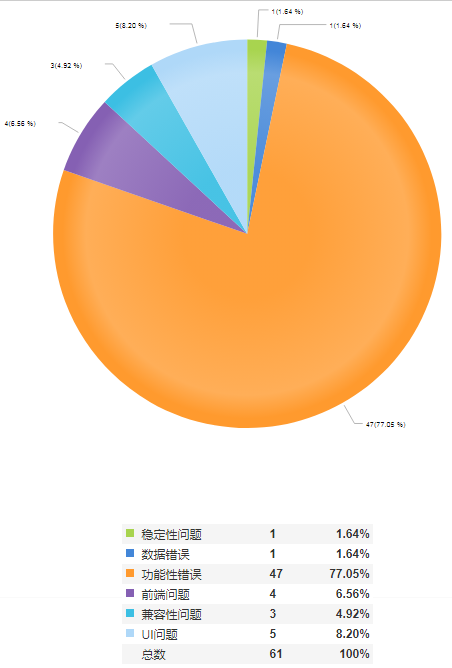 1(1.64 %)
5(8.20 %)
1(1.64 %)
3(4.92 %)
4(6.56 %)
47(77.05 %)
稳定性问题 1 1.64%
数据错误 1 1.64%
功能性错误 47 77.05%
前端问题 4 6.56%
兼容性问题 3 4.92%
UI问题 5 8.20%
总数 61 100%